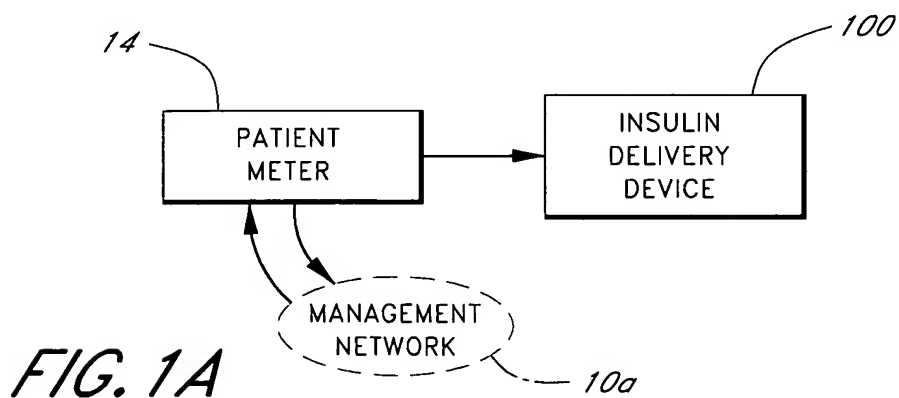 14
100
PATIENT
METER
INSULIN
DELIVERY
DEVICE
MANAGEMENT
NETWORK
10a
FIG. 1A